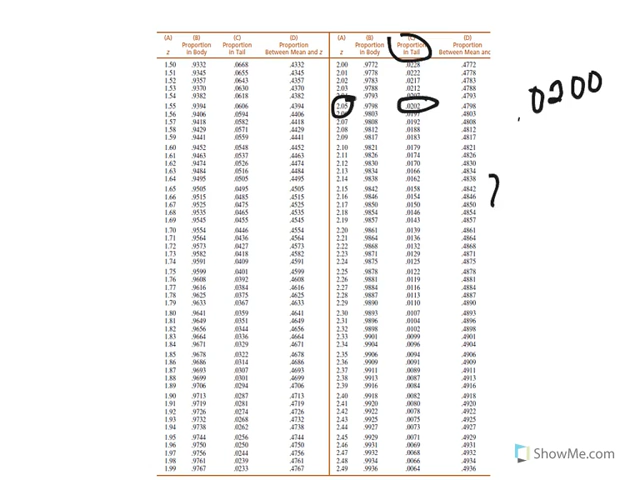 (A) (B) (C) (D) (A) (B) (C) (D)
Proportion Proportion Proportion Proportion Proportion Proportion
z in Body in Tail Between Mean and z z in Body in Tail Between Mean and
1.50 .9332 .0668 .4332 2.00 .9772 .0228 .4772
1.51 .9345 .0655 .4345 2.01 .9778 .0222 .4778
1.52 .9357 .0643 .4357 2.02 .9783 .0217 .4783
1.53 .9370 .0630 .4370 2.03 .9788 .0212 .4788
1.54 .9382 .0618 .4382 .9793 .0207 .4793
.0200
1.55 .9394 .0606 .4394 2.05 .9798 .0202 .4798
1.56 .9406 .0594 .4406 .9803 .0197 .4803
1.57 .9418 .0582 .4418 2.07 .9808 .0192 .4808
1.58 .9429 .0571 .4429 2.08 .9812 .0188 .4812
1.59 .9441 .0559 .4441 2.09 .9817 .0183 .4817
1.60 .9452 .0548 .4452 2.10 .9821 .0179 .4821
1.61 .9463 .0537 .4463 2.11 .9826 .0174 .4826
1.62 .9474 .0526 .4474 2.12 .9830 .0170 .4830
1.63 .9484 .0516 .4484 2.13 .9834 .0166 .4834
1.64 .9495 .0505 .4495 2.14 .9838 .0162 .4838
1.65 .9505 .0495 .4505 2.15 .9842 .0158 .4842
1.66 .9515 .0485 .4515 2.16 .9846 .0154 .4846
1.67 .9525 .0475 .4525 2.17 .9850 .0150 .4850
1.68 .9535 .0465 .4535 2.18 .9854 .0146 .4854
1.69 .9545 .0455 .4545 2.19 .9857 .0143 .4857
1.70 .9554 .0446 .4554 2.20 .9861 .0139 .4861
1.71 .9564 .0436 .4564 2.21 .9864 .0136 .4864
1.72 .9573 .0427 .4573 2.22 .9868 .0132 .4868
1.73 .9582 .0418 .4582 2.23 .9871 .0129 .4871
1.74 .9591 .0409 .4591 2.24 .9875 .0125 .4875
1.75 .9599 .0401 .4599 2.25 .9878 .0122 .4878
1.76 .9608 .0392 .4608 2.26 .9881 .0119 .4881
1.77 .9616 .0384 .4616 2.27 .9884 .0116 .4884
1.78 .9625 .0375 .4625 2.28 .9887 .0113 .4887
1.79 .9633 .0367 .4633 2.29 .9890 .0110 .4890
1.80 .9641 .0359 .4641 2.30 .9893 .0107 .4893
1.81 .9649 .0351 .4649 2.31 .9896 .0104 .4896
1.82 .9656 .0344 .4656 2.32 .9898 .0102 .4898
1.83 .9664 .0336 .4664 2.33 .9901 .0099 .4901
1.84 .9671 .0329 .4671 2.34 .9904 .0096 .4904
1.85 .9678 .0322 .4678 2.35 .9906 .0094 .4906
1.86 .9686 .0314 .4686 2.36 .9909 .0091 .4909
1.87 .9693 .0307 .4693 2.37 .9911 .0089 .4911
1.88 .9699 .0301 .4699 2.38 .9913 .0087 .4913
1.89 .9706 .0294 .4706 2.39 .9916 .0084 .4916
1.90 .9713 .0287 .4713 2.40 .9918 .0082 .4918
1.91 .9719 .0281 .4719 2.41 .9920 .0080 .4920
1.92 .9726 .0274 .4726 2.42 .9922 .0078 .4922
1.93 .9732 .0268 .4732 2.43 .9925 .0075 .4925
1.94 .9738 .0262 .4738 2.44 .9927 .0073 .4927
1.95 .9744 .0256 .4744 2.45 .9929 .0071 .4929
1.96 .9750 .0250 .4750 2.46 .9931 .0069 .4931
1.97 .9756 .0244 .4756 2.47 .9932 .0068 .4932
1.98 .9761 .0239 .4761 2.48 .9934 .0066 .4934
1.99 .9767 .0233 .4767 2.49 .9936 .0064 .4936
ShowMe.com